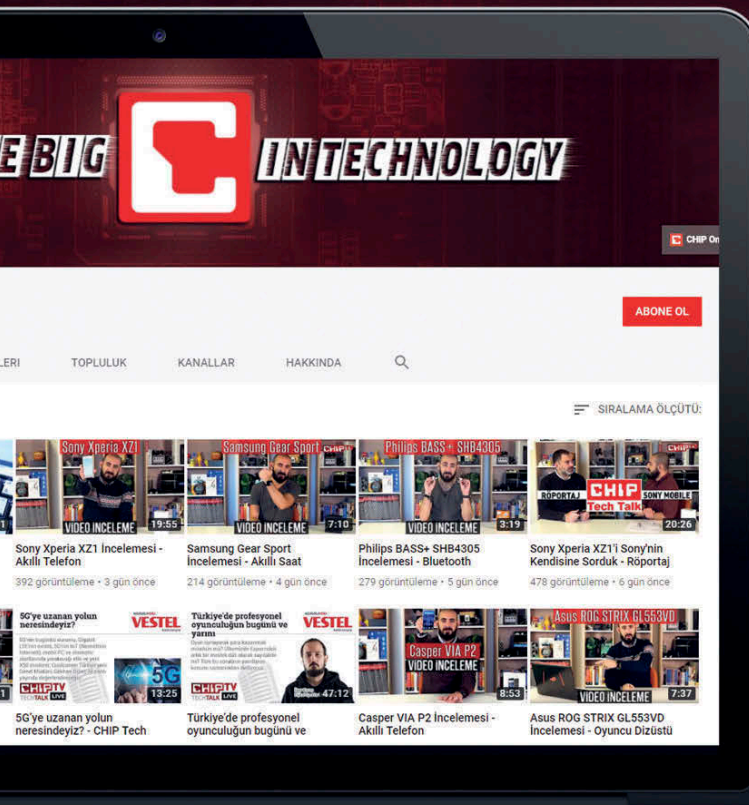 E BIG IN TECHNOLOGY
CHIP On
ABONE OL
LERI TOPLULUK KANALLAR HAKKINDA
SIRALAMA ÖLÇÜTÜ:
Sony Xperia XZ1
VIDEO INCELEME
19:55
Samsung Gear Sport
CHIP
VIDEO INCELEME
7:10
Philips BASS+ SHB4305
VIDEO INCELEME
3:19
CHIP
RÖPORTAJ
CHIP
Tech Talk
SONY MOBILE
20:26
Sony Xperia XZ1 İncelemesi -
Akıllı Telefon
392 görüntüleme • 3 gün önce
Samsung Gear Sport
İncelemesi - Akıllı Saat
214 görüntüleme • 4 gün önce
Philips BASS+ SHB4305
İncelemesi - Bluetooth
279 görüntüleme • 5 gün önce
Sony Xperia XZ1'i Sony'nin
Kendisine Sorduk - Röportaj
478 görüntüleme • 6 gün önce
5G'ye uzanan yolun
neresindeyiz?
VESTEL
5G
CHIPTV
TECHTALK LIVE
13:25
Türkiye'de profesyonel
oyunculuğun bugünü ve
yarını
VESTEL
CHIPTV
TECHTALK LIVE
47:12
Casper VIA P2
VIDEO INCELEME
8:53
Asus ROG STRIX GL553VD
VIDEO INCELEME
7:37
5G'ye uzanan yolun
neresindeyiz? - CHIP Tech
Türkiye'de profesyonel
oyunculuğun bugünü ve
Casper VIA P2 İncelemesi -
Akıllı Telefon
Asus ROG STRIX GL553VD
İncelemesi - Oyuncu Dizüstü